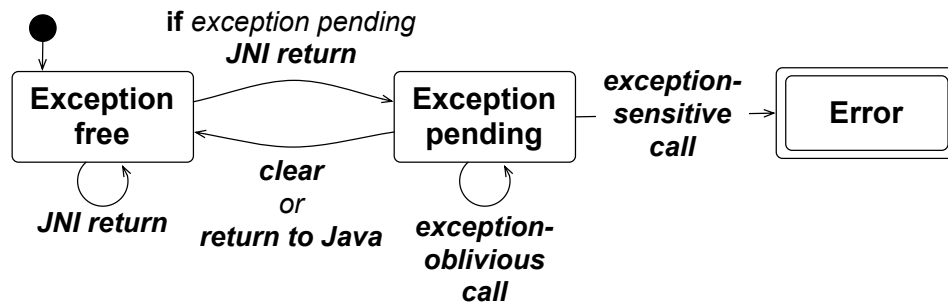 if exception pending
JNI return
Exception
free
Exception
pending
exception-
sensitive
call
Error
clear
or
return to Java
JNI return
exception-
oblivious
call